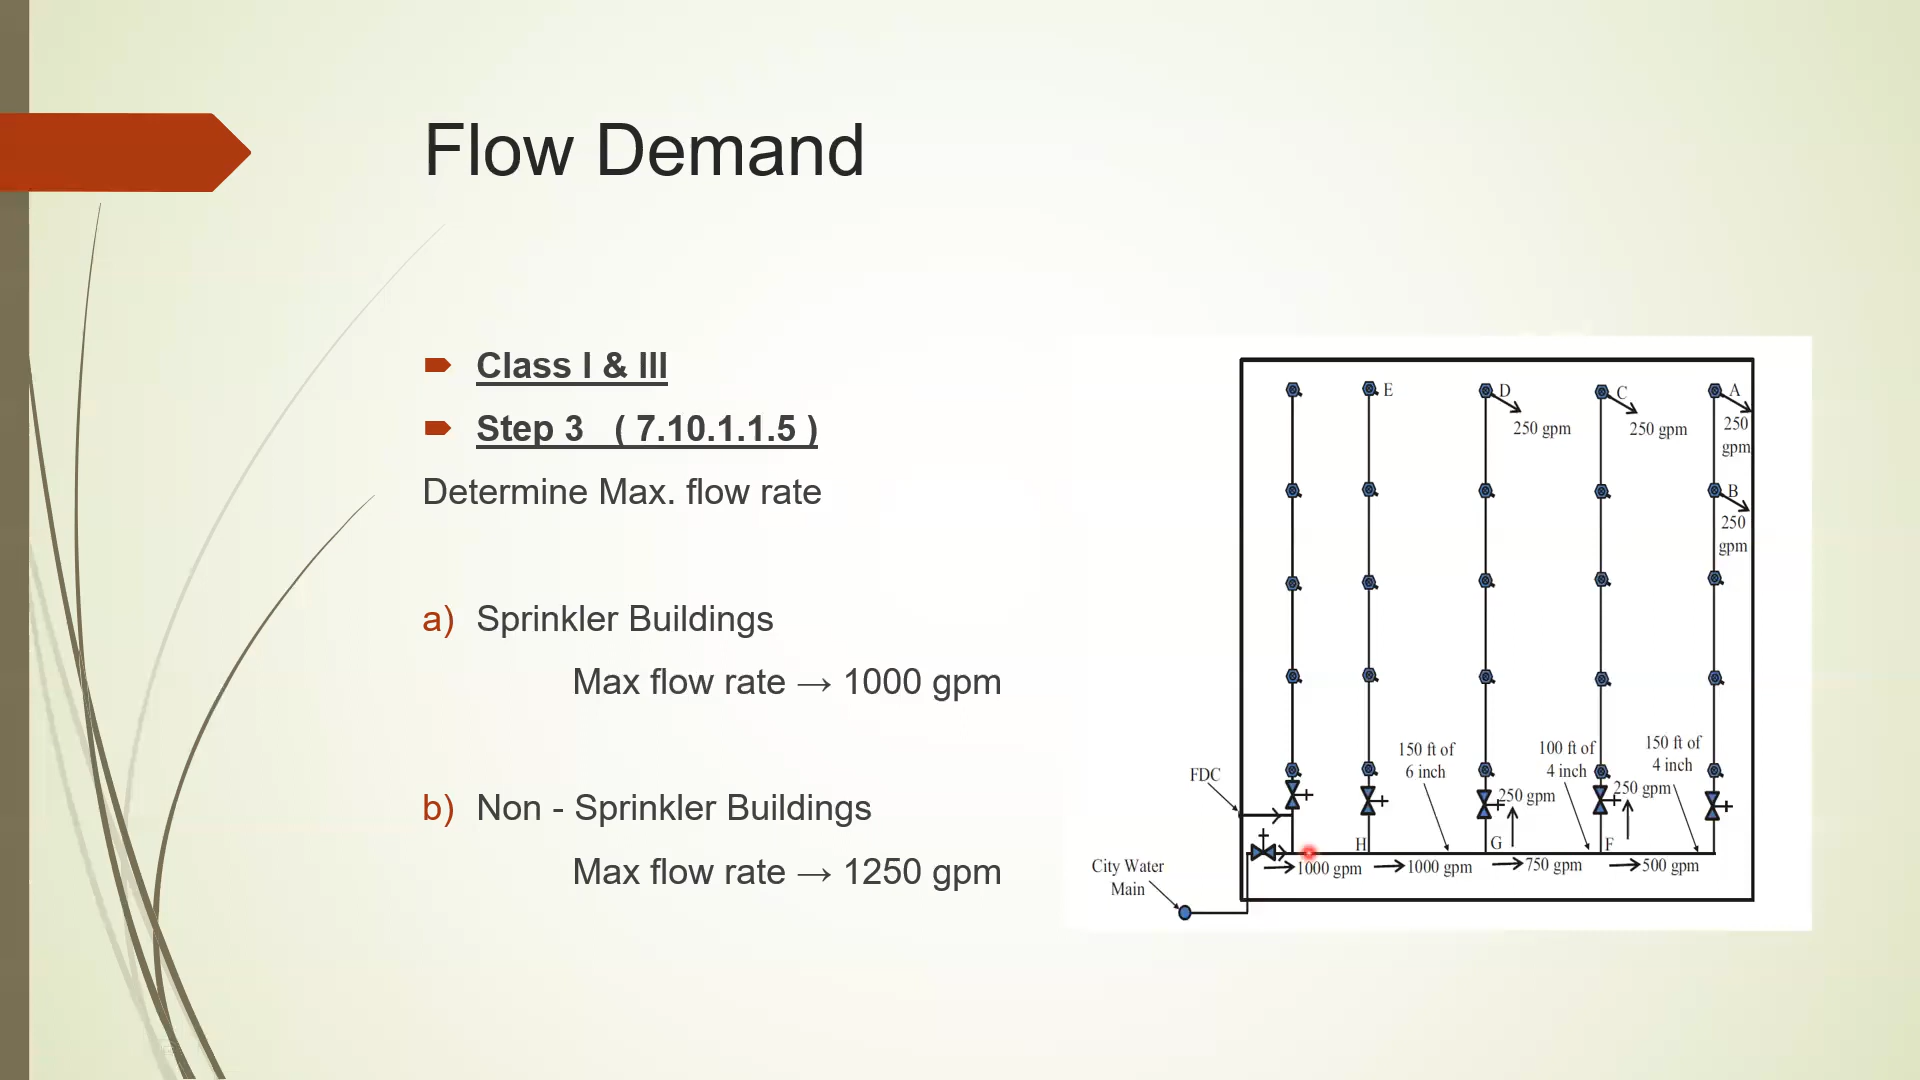 Flow Demand
Class I & III
Step 3 ( 7.10.1.1.5 )
Determine Max. flow rate
a) Sprinkler Buildings
Max flow rate → 1000 gpm
b) Non - Sprinkler Buildings
Max flow rate → 1250 gpm
E
D
250 gpm
C
250 gpm
A
250
gpm
B
250
gpm
150 ft of
6 inch
100 ft of
4 inch
150 ft of
4 inch
FDC
250 gpm
250 gpm
H
G
F
1000 gpm
1000 gpm
750 gpm
500 gpm
City Water
Main